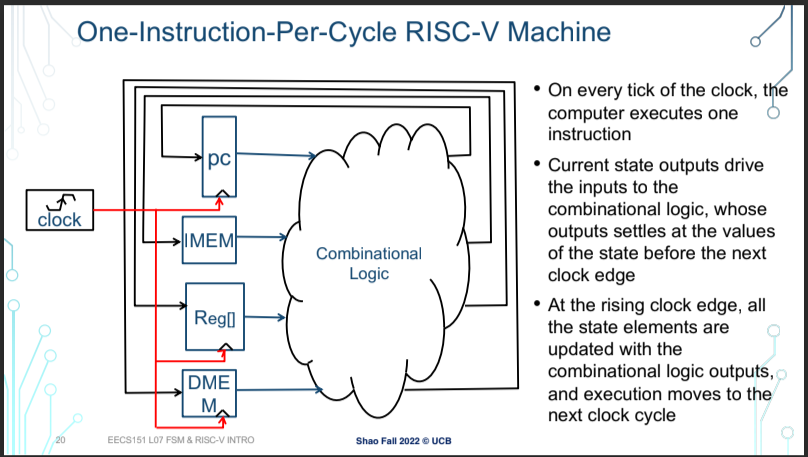 One-Instruction-Per-Cycle RISC-V Machine
pc
clock
IMEM
Reg[]
DME
M
Combinational
Logic
• On every tick of the clock, the
computer executes one
instruction
• Current state outputs drive
the inputs to the
combinational logic, whose
outputs settles at the values
of the state before the next
clock edge
• At the rising clock edge, all
the state elements are
updated with the
combinational logic outputs,
and execution moves to the
next clock cycle
20
EECS151 L07 FSM & RISC-V INTRO
Shao Fall 2022 © UCB